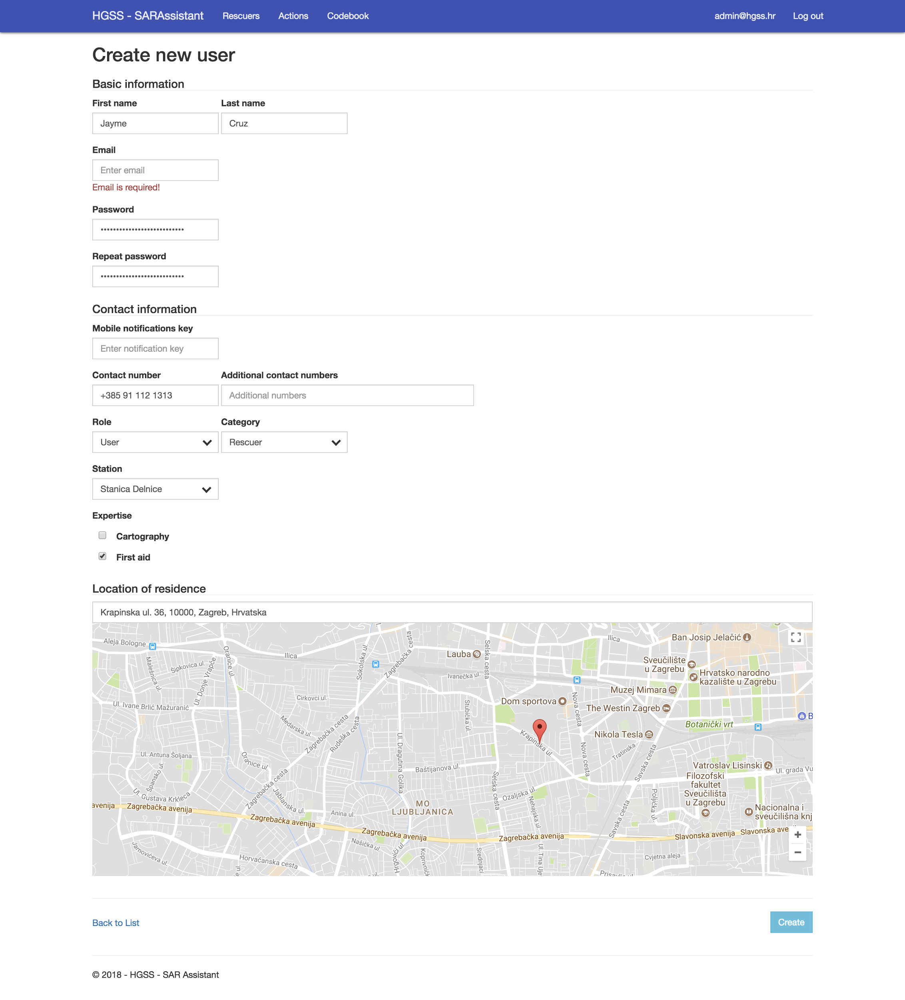 HGSS - SARAssistant Rescuers Actions Codebook admin@hgss.hr Log out
Create new user
Basic information
First name Last name
Jayme Cruz
Email
Enter email
Email is required!
Password
•••••••••••••••••••••••••••
Repeat password
•••••••••••••••••••••••••••
Contact information
Mobile notifications key
Enter notification key
Contact number Additional contact numbers
+385 91 112 1313 Additional numbers
Role Category
User Rescuer
Station
Stanica Delnice
Expertise
Cartography
First aid
Location of residence
Krapinska ul. 36, 10000, Zagreb, Hrvatska
Aleja Bologne
Ilica
Ilica
Ban Josip Jelačić
Lauba
Sveučilište
u Zagrebu
Hrvatsko narodno
kazalište u Zagrebu
Malešnica ul.
Šipkovica ul.
Ul. Donje Vrapče
Oranice ul.
Sokolska ul.
Zagrebačka cesta
Selska cesta
Ivanečka ul.
Muzej Mimara
Cirkovci ul.
Dom sportova
The Westin Zagreb
Nova cesta
Ul. Ivane Brlić Mažuranić
Stubička ul.
B
Botanički vrt
Medarska ul.
Zagrebačka cesta
Rudeška cesta
Krapinska ul.
Nikola Tesla
Ul. Dragutina Golika
Nova cesta
Tratinska
Savska cesta
Ul. Antuna Šoljana
Oranice ul.
Baštijanova ul.
Vatroslav Lisinski
Ul. grada Vu
Filozofski
fakultet
Sveučilišta
u Zagrebu
Špansko ul.
Zagrebačka cesta
Selska cesta
Ozaljska ul.
Nehajska ul.
Poljička ul.
Ul. Gustava Krkleca
Jablanska ul.
MO
LJUBLJANICA
avenija
Zagrebačka avenija
Anina ul.
Nacionalna i
sveučilišna knj
Zagrebačka avenija
Zagrebačka avenija
Zagrebačka avenija
Savska cesta
Slavonska avenija
Slavonska ave
Našička ul.
Jarnovićeva ul.
Horvaćanska cesta
Hrgovići ul.
Koprivničk
Srednjaci
Ul. Tina Uje
Cvjetna aleja
Prisavlje ul.
Back to List Create
© 2018 - HGSS - SAR Assistant